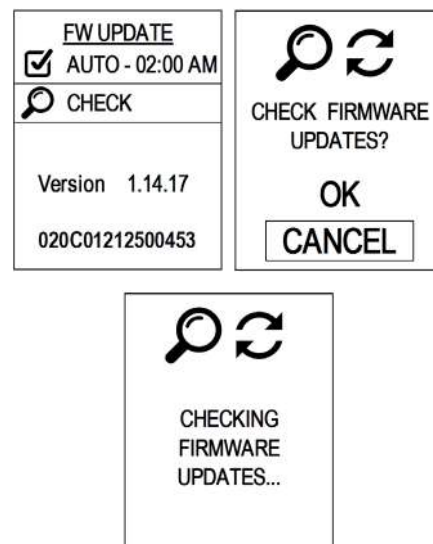 FW UPDATE
AUTO - 02:00 AM
CHECK
Version 1.14.17
020C01212500453
CHECK FIRMWARE
UPDATES?
OK
CANCEL
CHECKING
FIRMWARE
UPDATES...